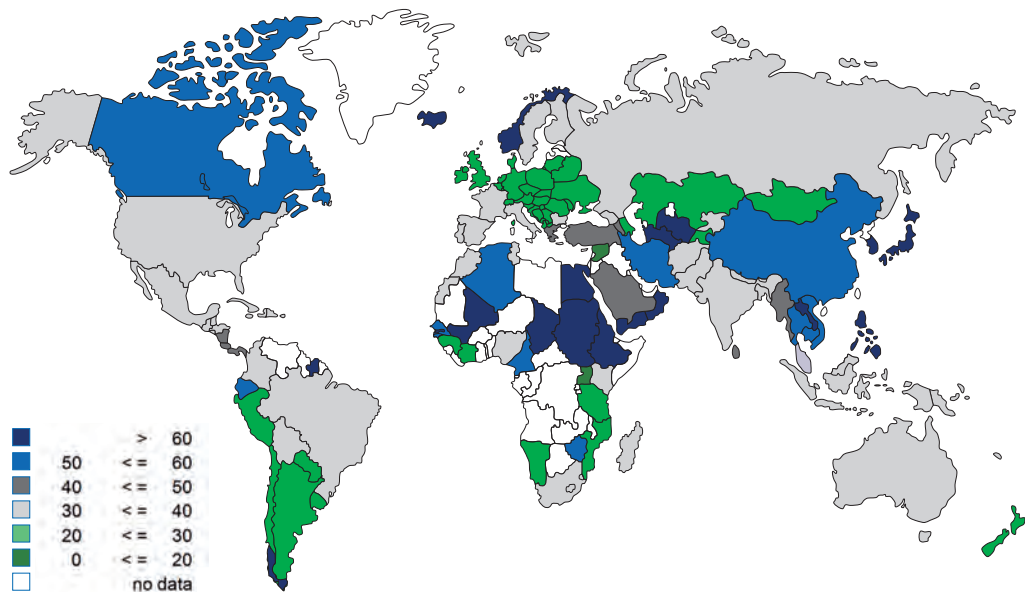 > 60
50 < = 60
40 < = 50
30 < = 40
20 < = 30
0 < = 20
no data